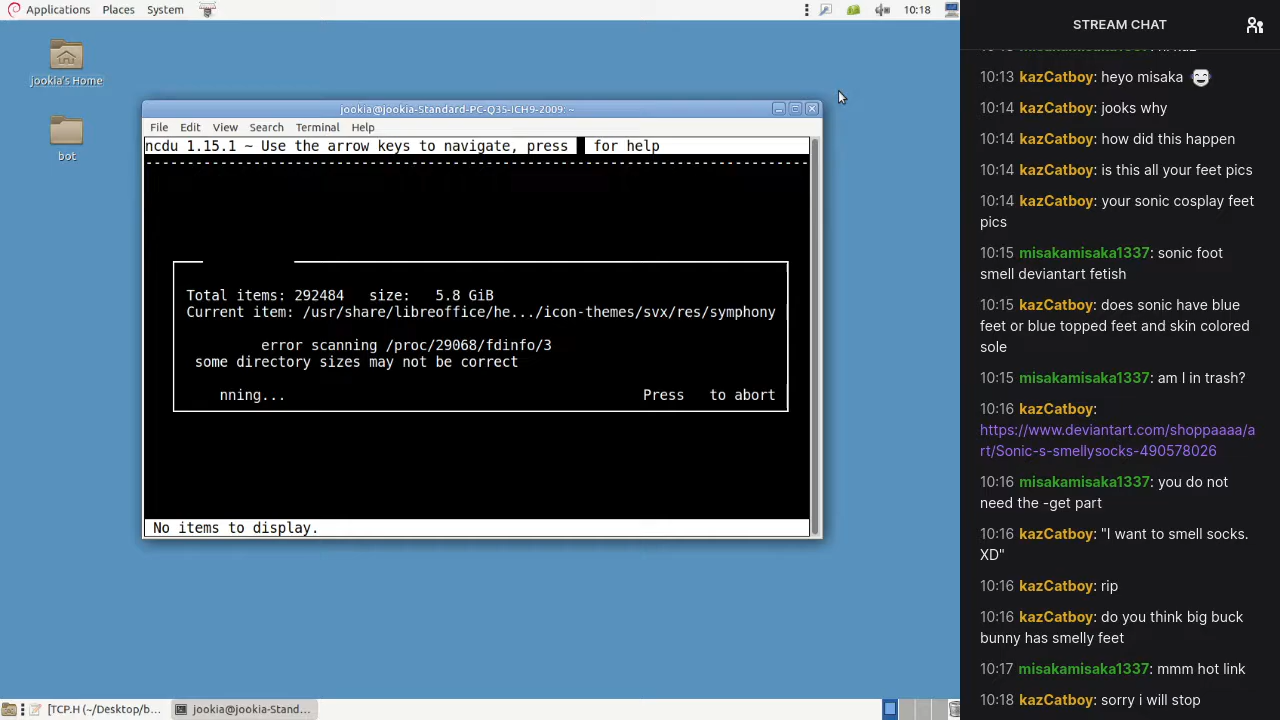 Applications Places System 10:18
jookia's Home
bot
jookia@jookia-Standard-PC-Q35-ICH9-2009: ~
File Edit View Search Terminal Help
ncdu 1.15.1 ~ Use the arrow keys to navigate, press for help
--------------------------------------------------------------------------------
Total items: 292484 size: 5.8 GiB
Current item: /usr/share/libreoffice/he.../icon-themes/svx/res/symphony
error scanning /proc/29068/fdinfo/3
some directory sizes may not be correct
nning... Press to abort
No items to display.
[TCP.H (~/Desktop/b... jookia@jookia-Stand...
STREAM CHAT
10:13 kazCatboy: heyo misaka
10:14 kazCatboy: jooks why
10:14 kazCatboy: how did this happen
10:14 kazCatboy: is this all your feet pics
10:14 kazCatboy: your sonic cosplay feet
pics
10:15 misakamisaka1337: sonic foot
smell deviantart fetish
10:15 kazCatboy: does sonic have blue
feet or blue topped feet and skin colored
sole
10:15 misakamisaka1337: am I in trash?
10:16 kazCatboy:
https://www.deviantart.com/shoppaaaa/a
rt/Sonic-s-smellysocks-490578026
10:16 misakamisaka1337: you do not
need the -get part
10:16 kazCatboy: "I want to smell socks.
XD"
10:16 kazCatboy: rip
10:16 kazCatboy: do you think big buck
bunny has smelly feet
10:17 misakamisaka1337: mmm hot link
10:18 kazCatboy: sorry i will stop